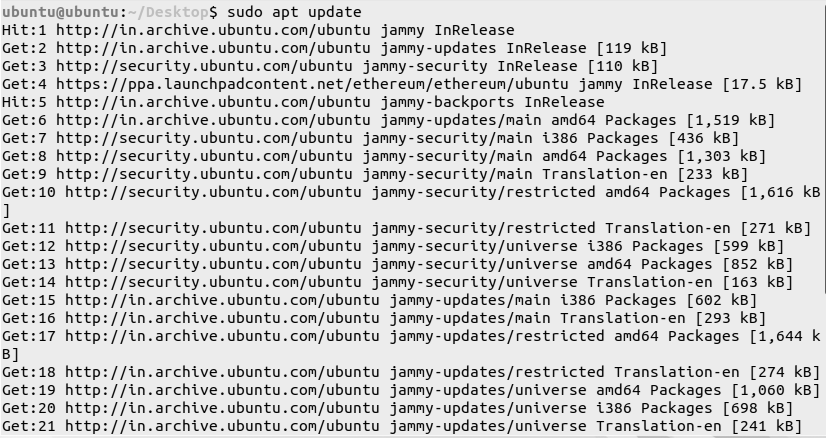 ubuntu@ubuntu:~/Desktop$ sudo apt update
Hit:1 http://in.archive.ubuntu.com/ubuntu jammy InRelease
Get:2 http://in.archive.ubuntu.com/ubuntu jammy-updates InRelease [119 kB]
Get:3 http://security.ubuntu.com/ubuntu jammy-security InRelease [110 kB]
Get:4 https://ppa.launchpadcontent.net/ethereum/ethereum/ubuntu jammy InRelease [17.5 kB]
Hit:5 http://in.archive.ubuntu.com/ubuntu jammy-backports InRelease
Get:6 http://in.archive.ubuntu.com/ubuntu jammy-updates/main amd64 Packages [1,519 kB]
Get:7 http://security.ubuntu.com/ubuntu jammy-security/main i386 Packages [436 kB]
Get:8 http://security.ubuntu.com/ubuntu jammy-security/main amd64 Packages [1,303 kB]
Get:9 http://security.ubuntu.com/ubuntu jammy-security/main Translation-en [233 kB]
Get:10 http://security.ubuntu.com/ubuntu jammy-security/restricted amd64 Packages [1,616 kB
]
Get:11 http://security.ubuntu.com/ubuntu jammy-security/restricted Translation-en [271 kB]
Get:12 http://security.ubuntu.com/ubuntu jammy-security/universe i386 Packages [599 kB]
Get:13 http://security.ubuntu.com/ubuntu jammy-security/universe amd64 Packages [852 kB]
Get:14 http://security.ubuntu.com/ubuntu jammy-security/universe Translation-en [163 kB]
Get:15 http://in.archive.ubuntu.com/ubuntu jammy-updates/main i386 Packages [602 kB]
Get:16 http://in.archive.ubuntu.com/ubuntu jammy-updates/main Translation-en [293 kB]
Get:17 http://in.archive.ubuntu.com/ubuntu jammy-updates/restricted amd64 Packages [1,644 k
B]
Get:18 http://in.archive.ubuntu.com/ubuntu jammy-updates/restricted Translation-en [274 kB]
Get:19 http://in.archive.ubuntu.com/ubuntu jammy-updates/universe amd64 Packages [1,060 kB]
Get:20 http://in.archive.ubuntu.com/ubuntu jammy-updates/universe i386 Packages [698 kB]
Get:21 http://in.archive.ubuntu.com/ubuntu jammy-updates/universe Translation-en [241 kB]